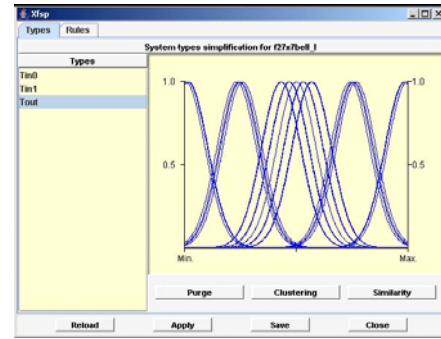 Xfsp
Types Rules
System types simplification for f27x7bell_l
Types
Tin0
Tin1
Tout
1.0 1.0
0.5 0.5
Min. Max.
Purge Clustering Similarity
Reload Apply Save Close